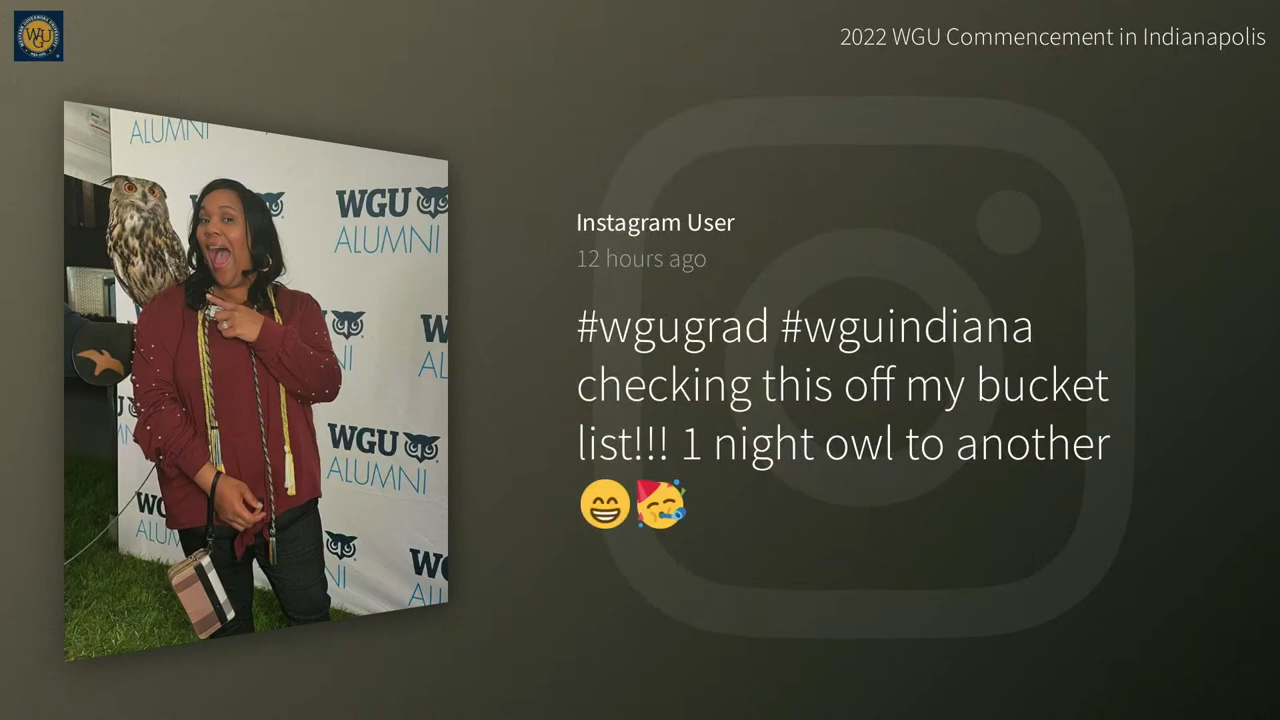 2022 WGU Commencement in Indianapolis
WGU
ALUMNI
WGU
ALUMNI
WGU
ALUMNI
Instagram User
12 hours ago
#wgugrad #wguindiana
checking this off my bucket
list!!! 1 night owl to another
😁🥳